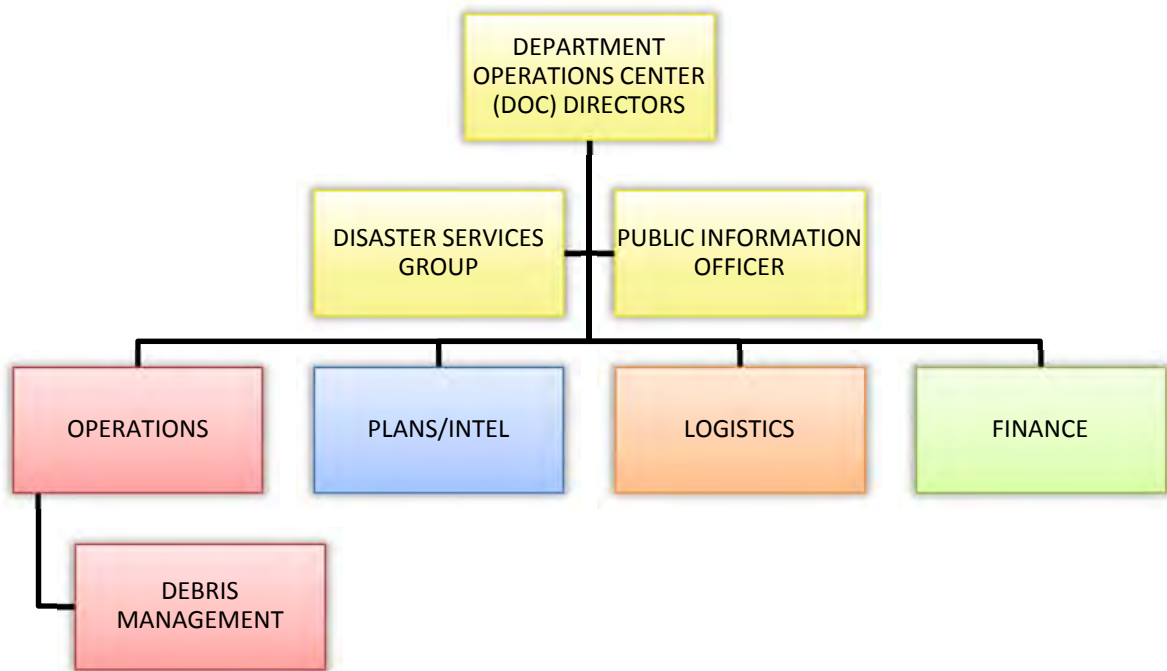 DEPARTMENT
OPERATIONS CENTER
(DOC) DIRECTORS
DISASTER SERVICES
GROUP
PUBLIC INFORMATION
OFFICER
OPERATIONS
PLANS/INTEL
LOGISTICS
FINANCE
DEBRIS
MANAGEMENT